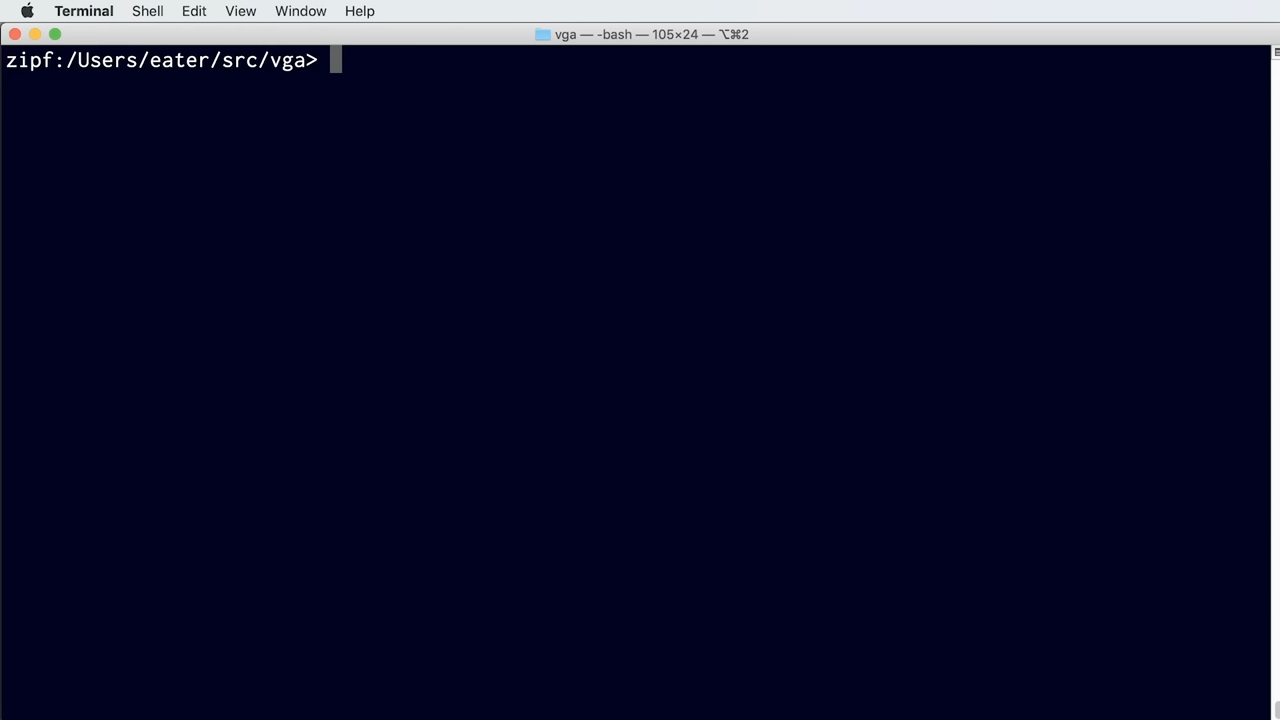 Terminal Shell Edit View Window Help
vga — -bash — 105×24 — ⌥⌘2
zipf:/Users/eater/src/vga>